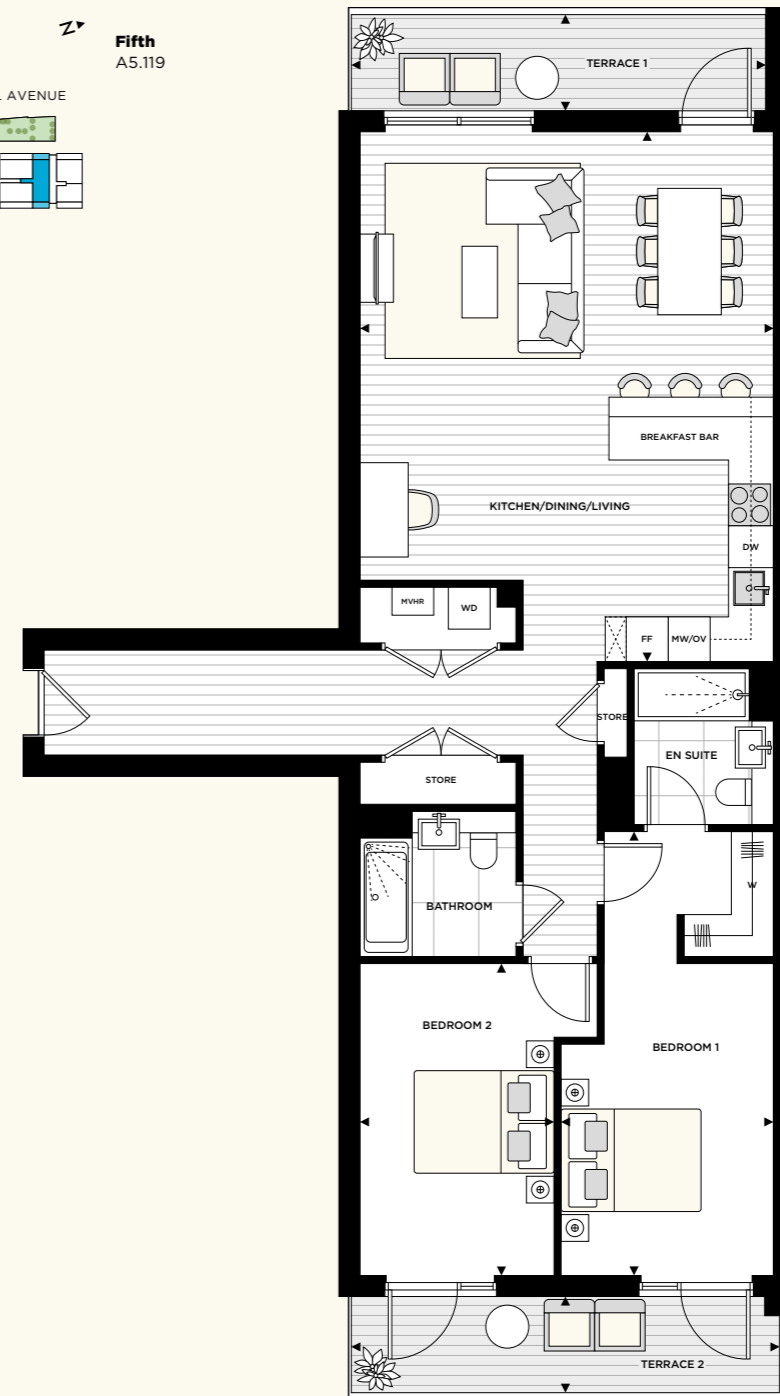 N
Fifth
A5.119
AVENUE
TERRACE 1
BREAKFAST BAR
KITCHEN/DINING/LIVING
DW
MVHR
WD
FF
MW/OV
STORE
EN SUITE
STORE
W
BATHROOM
BEDROOM 2
BEDROOM 1
TERRACE 2